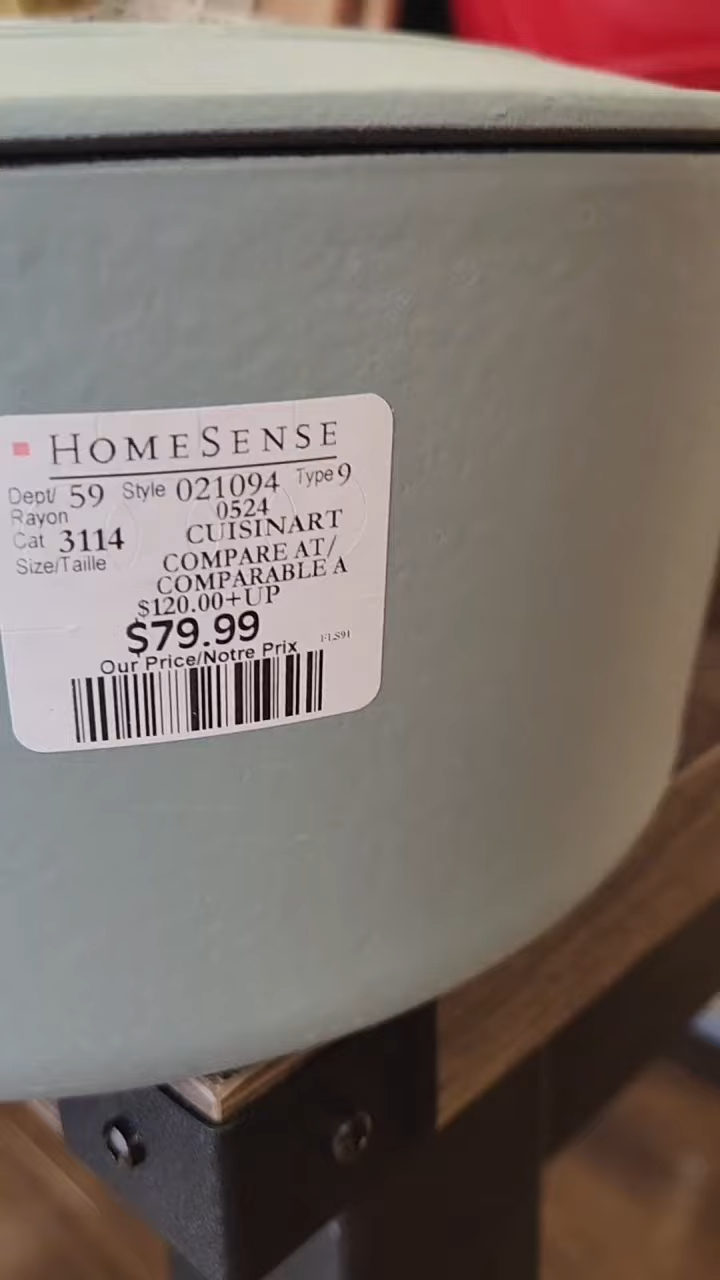 HOMESENSE
Dept/ 59 Style 021094 Type 9
Rayon 0524
Cat 3114 CUISINART
Size/Taille COMPARE AT/
COMPARABLE A
$120.00+UP
$79.99 FLS91
Our Price/Notre Prix